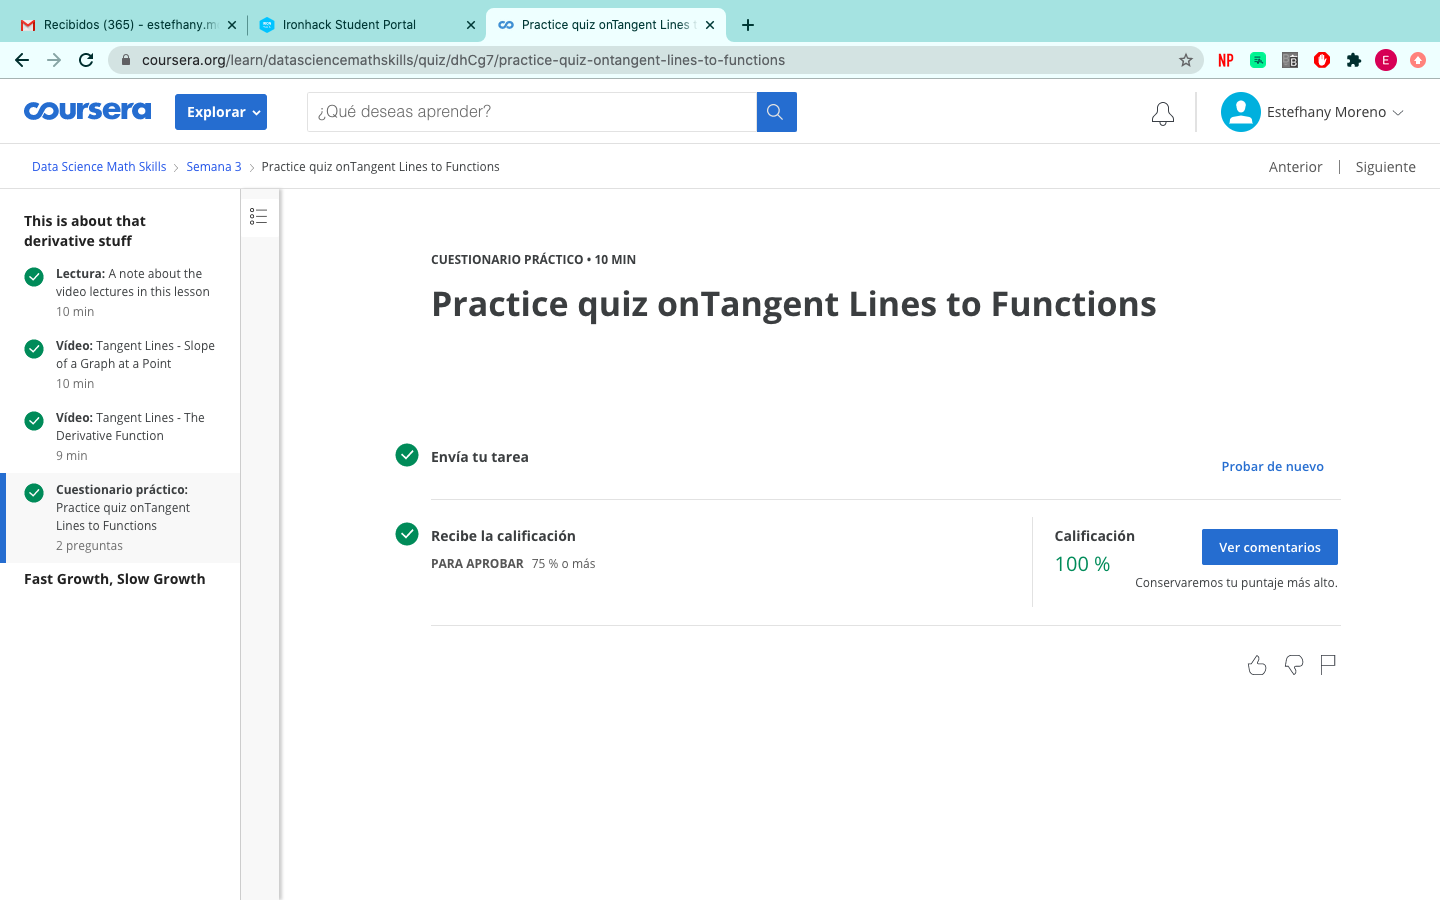 Recibidos (365) - estefhany.m
Ironhack Student Portal
Practice quiz onTangent Lines
coursera.org/learn/datasciencemathskills/quiz/dhCg7/practice-quiz-ontangent-lines-to-functions
NP
B
E
coursera
Explorar
¿Qué deseas aprender?
Estefhany Moreno
Data Science Math Skills
Semana 3
Practice quiz onTangent Lines to Functions
Anterior
Siguiente
This is about that
derivative stuff
Lectura: A note about the
video lectures in this lesson
10 min
Vídeo: Tangent Lines - Slope
of a Graph at a Point
10 min
Vídeo: Tangent Lines - The
Derivative Function
9 min
Cuestionario práctico:
Practice quiz onTangent
Lines to Functions
2 preguntas
Fast Growth, Slow Growth
CUESTIONARIO PRÁCTICO • 10 MIN
Practice quiz onTangent Lines to Functions
Envía tu tarea
Probar de nuevo
Recibe la calificación
PARA APROBAR 75 % o más
Calificación
100 %
Ver comentarios
Conservaremos tu puntaje más alto.